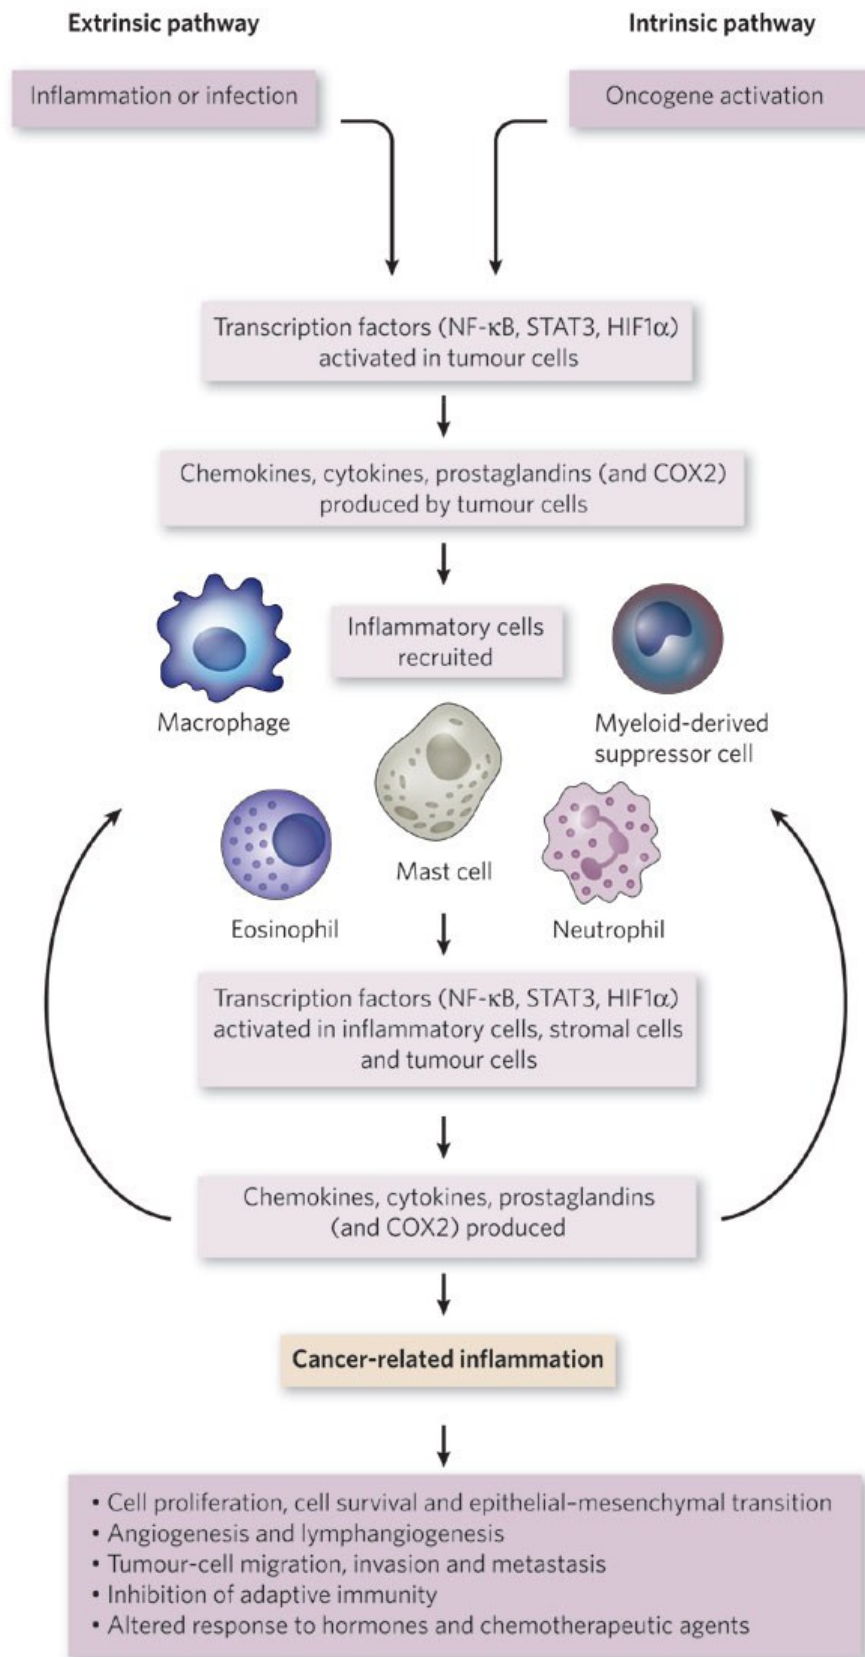 Extrinsic pathway
Intrinsic pathway
Inflammation or infection
Oncogene activation
Transcription factors (NF-κB, STAT3, HIF1α)
activated in tumour cells
Chemokines, cytokines, prostaglandins (and COX2)
produced by tumour cells
Inflammatory cells
recruited
Macrophage
Myeloid-derived
suppressor cell
Mast cell
Eosinophil
Neutrophil
Transcription factors (NF-κB, STAT3, HIF1α)
activated in inflammatory cells, stromal cells
and tumour cells
Chemokines, cytokines, prostaglandins
(and COX2) produced
Cancer-related inflammation
• Cell proliferation, cell survival and epithelial–mesenchymal transition
• Angiogenesis and lymphangiogenesis
• Tumour-cell migration, invasion and metastasis
• Inhibition of adaptive immunity
• Altered response to hormones and chemotherapeutic agents